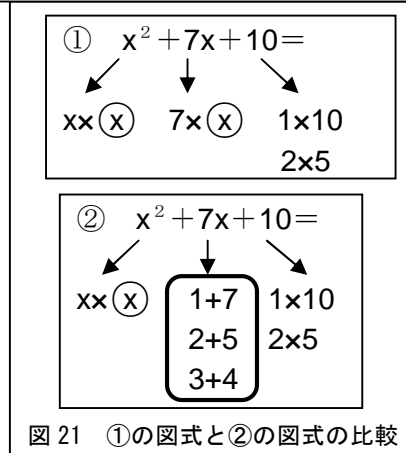 ① x²＋7x＋10＝
x×ⓧ 7×ⓧ 1×10
2×5
② x²＋7x＋10＝
x×ⓧ 1+7 1×10
2+5 2×5
3+4
図 21 ①の図式と②の図式の比較